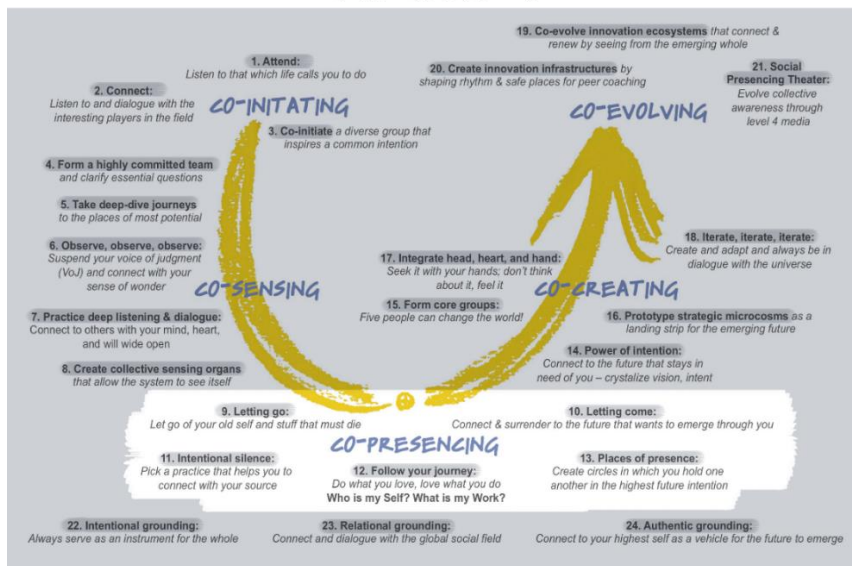 1. Attend:
Listen to that which life calls you to do
2. Connect:
Listen to and dialogue with the
interesting players in the field
CO-INITATING
3. Co-initiate a diverse group that
inspires a common intention
4. Form a highly committed team
and clarify essential questions
5. Take deep-dive journeys
to the places of most potential
6. Observe, observe, observe:
Suspend your voice of judgment
(VoJ) and connect with your
sense of wonder
CO-SENSING
7. Practice deep listening & dialogue:
Connect to others with your mind, heart,
and will wide open
8. Create collective sensing organs
that allow the system to see itself
9. Letting go:
Let go of your old self and stuff that must die
10. Letting come:
Connect & surrender to the future that wants to emerge through you
CO-PRESENCING
11. Intentional silence:
Pick a practice that helps you to
connect with your source
12. Follow your journey:
Do what you love, love what you do
Who is my Self? What is my Work?
13. Places of presence:
Create circles in which you hold one
another in the highest future intention
14. Power of intention:
Connect to the future that stays in
need of you – crystalize vision, intent
15. Form core groups:
Five people can change the world!
16. Prototype strategic microcosms as a
landing strip for the emerging future
CO-CREATING
17. Integrate head, heart, and hand:
Seek it with your hands; don't think
about it, feel it
18. Iterate, iterate, iterate:
Create and adapt and always be in
dialogue with the universe
CO-EVOLVING
19. Co-evolve innovation ecosystems that connect &
renew by seeing from the emerging whole
20. Create innovation infrastructures by
shaping rhythm & safe places for peer coaching
21. Social
Presencing Theater:
Evolve collective
awareness through
level 4 media
22. Intentional grounding:
Always serve as an instrument for the whole
23. Relational grounding:
Connect and dialogue with the global social field
24. Authentic grounding:
Connect to your highest self as a vehicle for the future to emerge